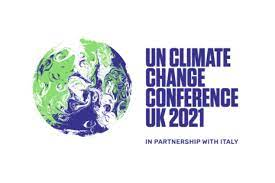 UN CLIMATE
CHANGE
CONFERENCE
UK 2021
IN PARTNERSHIP WITH ITALY